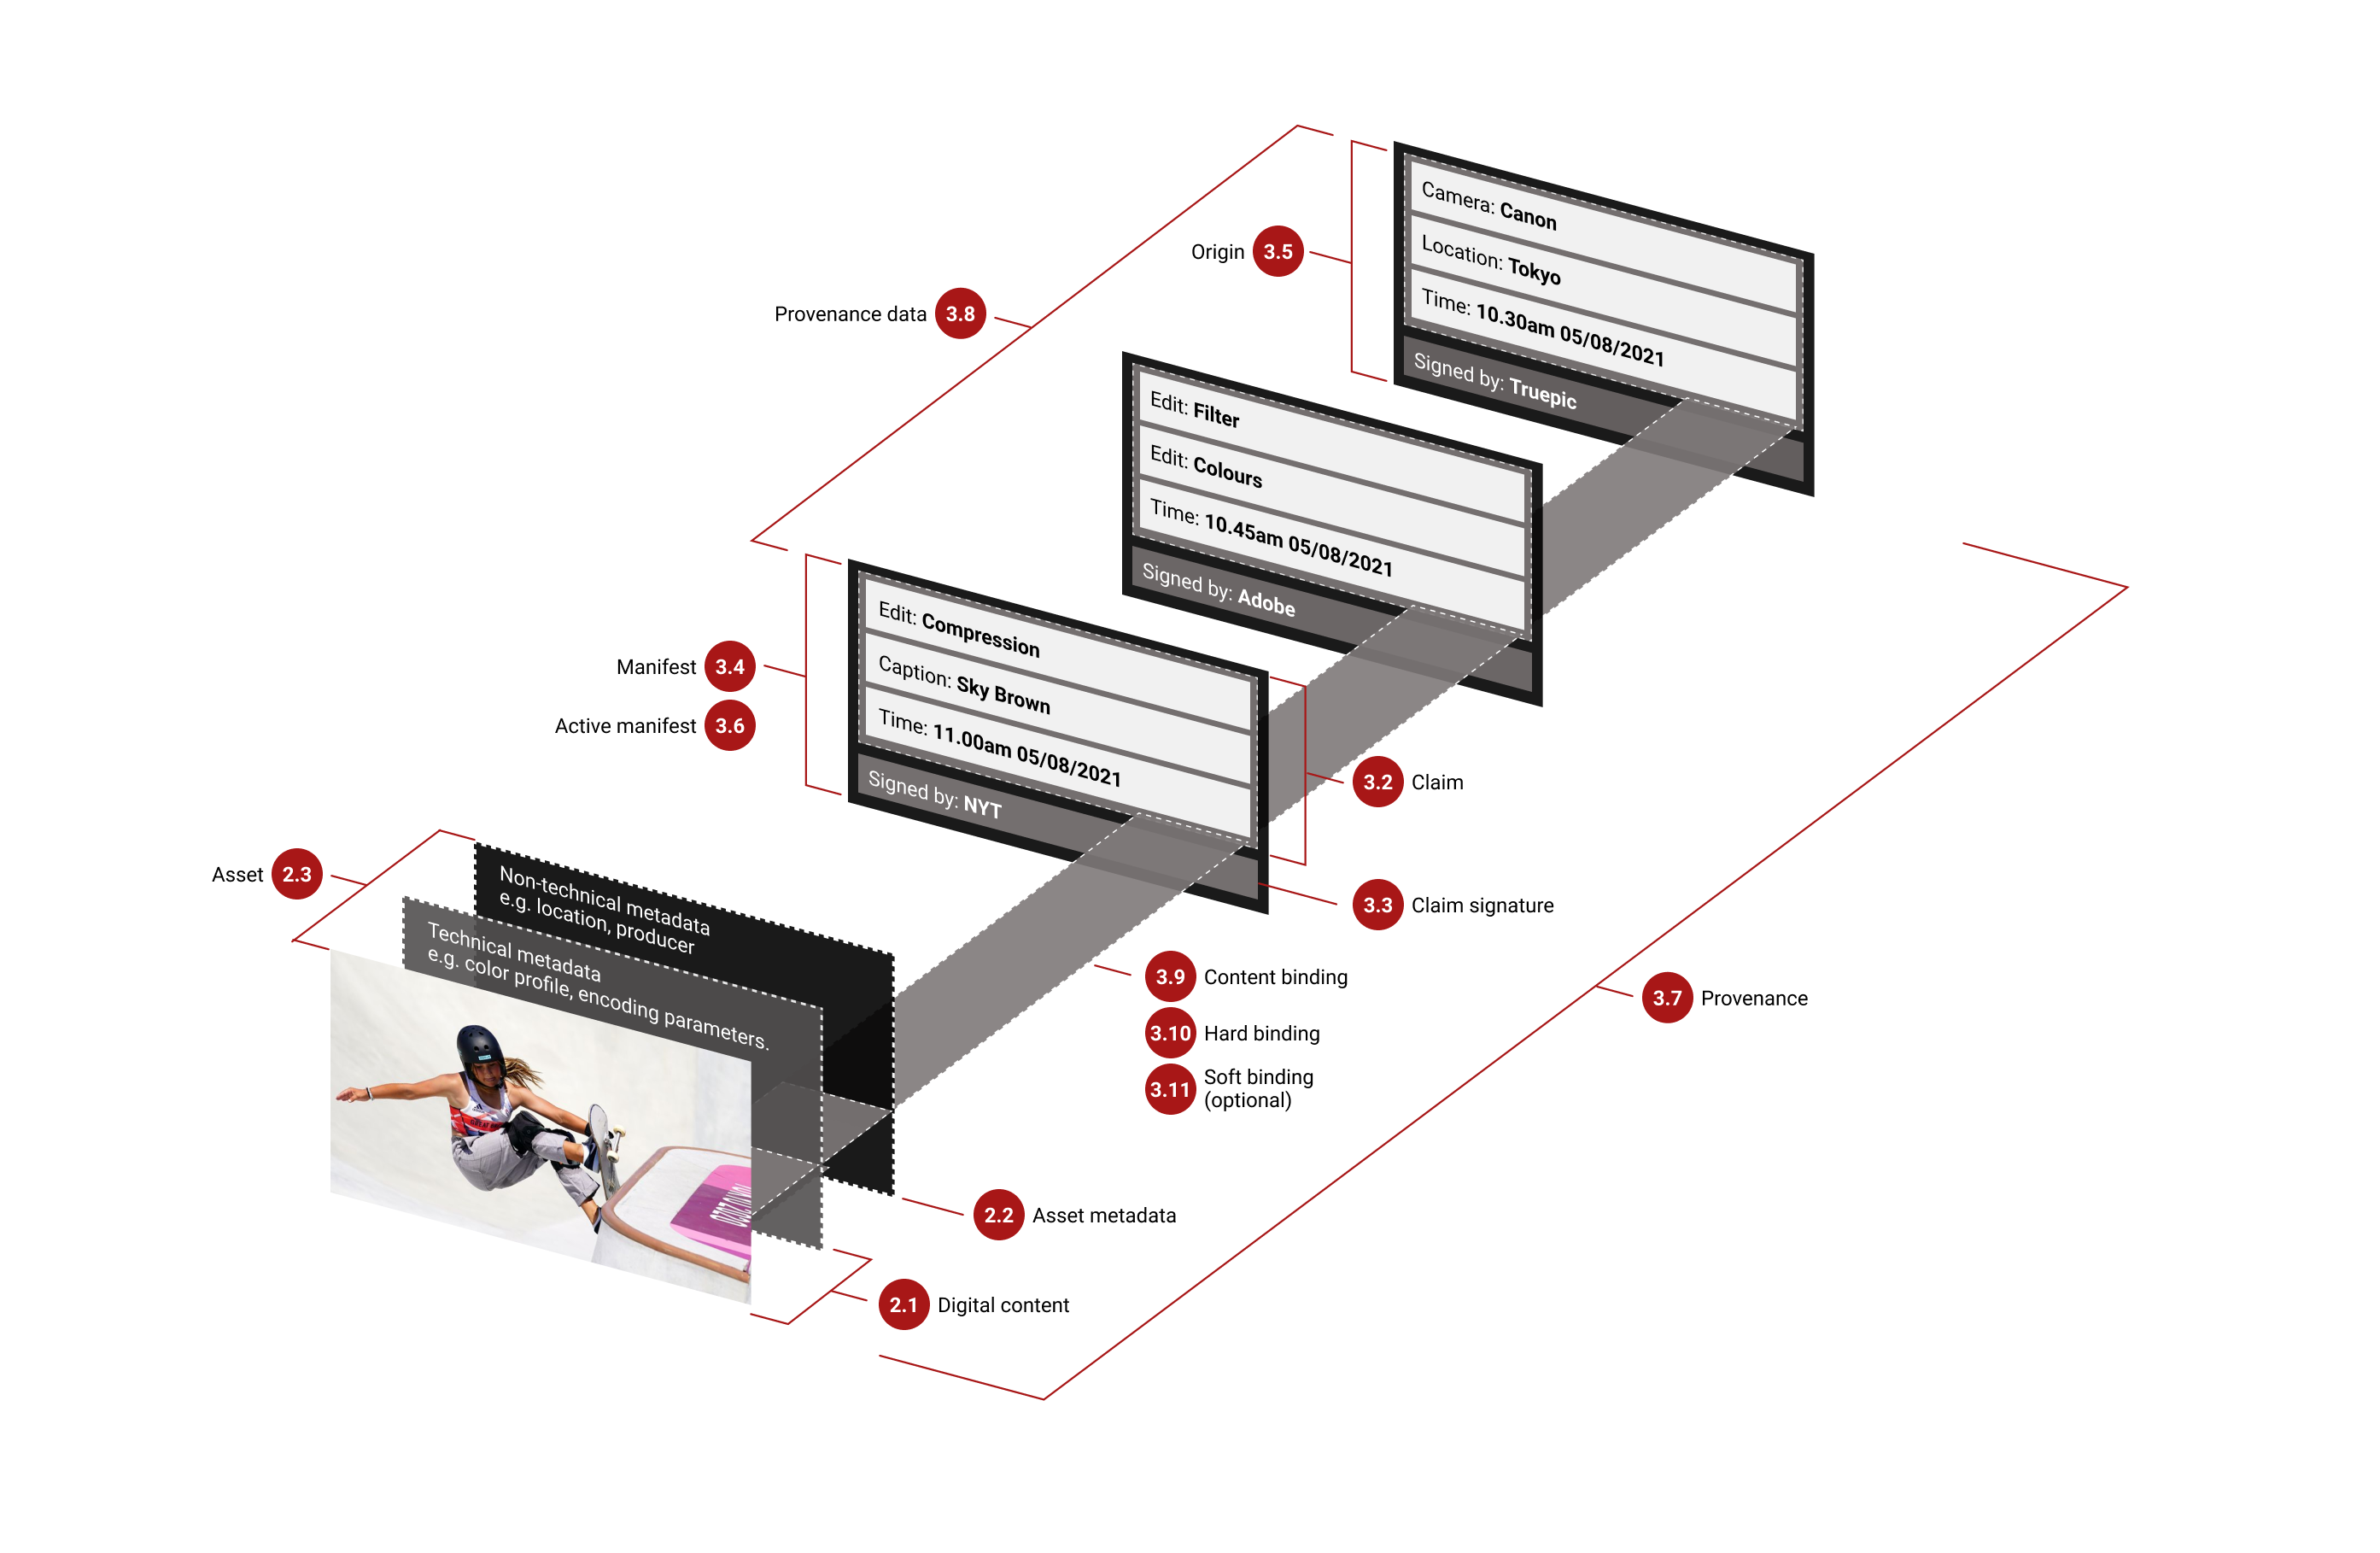 Camera: Canon
Location: Tokyo
Time: 10.30am 05/08/2021
Signed by: Truepic
Origin 3.5
Provenance data 3.8
Edit: Filter
Edit: Colours
Time: 10.45am 05/08/2021
Signed by: Adobe
Edit: Compression
Caption: Sky Brown
Time: 11.00am 05/08/2021
Signed by: NYT
Manifest 3.4
Active manifest 3.6
3.2 Claim
3.3 Claim signature
Asset 2.3
Non-technical metadata
e.g. location, producer
Technical metadata
e.g. color profile, encoding parameters.
3.9 Content binding
3.10 Hard binding
3.11 Soft binding
(optional)
3.7 Provenance
2.2 Asset metadata
2.1 Digital content